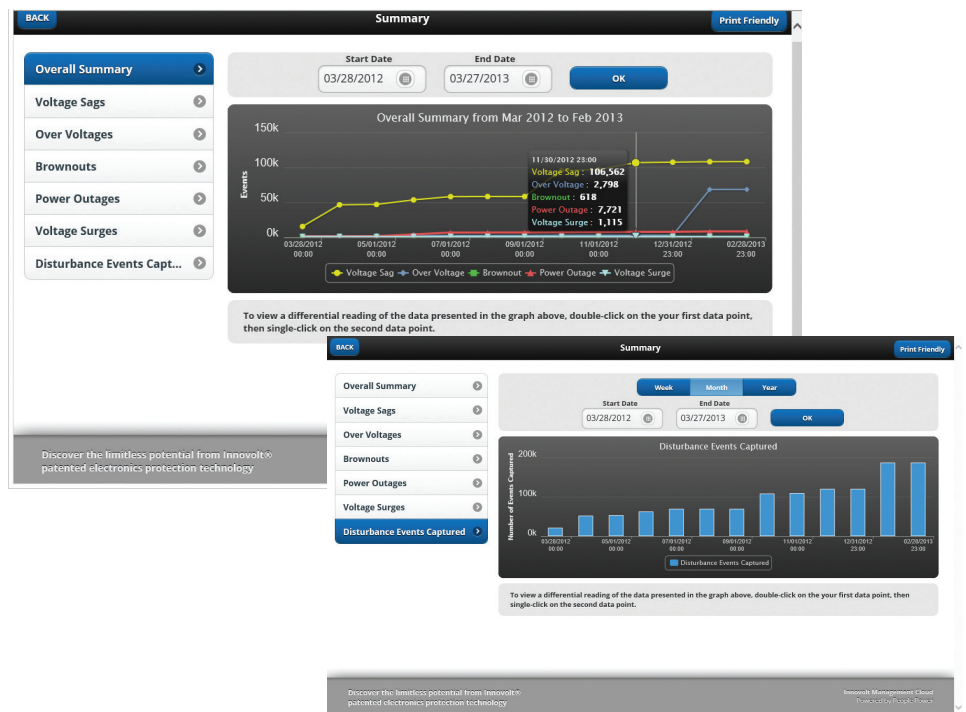 BACK
Summary
Print Friendly
Overall Summary
Voltage Sags
Over Voltages
Brownouts
Power Outages
Voltage Surges
Disturbance Events Capt...
Start Date
End Date
03/28/2012
03/27/2013
OK
Overall Summary from Mar 2012 to Feb 2013
150k
100k
50k
0k
Events
11/30/2012 23:00
Voltage Sag : 106,562
Over Voltage : 2,798
Brownout : 618
Power Outage : 7,721
Voltage Surge : 1,115
03/28/2012 00:00
05/01/2012 00:00
07/01/2012 00:00
09/01/2012 00:00
11/01/2012 00:00
12/31/2012 23:00
02/28/2013 23:00
Voltage Sag Over Voltage Brownout Power Outage Voltage Surge
To view a differential reading of the data presented in the graph above, double-click on the your first data point,
then single-click on the second data point.
Discover the limitless potential from Innovolt®
patented electronics protection technology
BACK
Summary
Print Friendly
Overall Summary
Voltage Sags
Over Voltages
Brownouts
Power Outages
Voltage Surges
Disturbance Events Captured
Week Month Year
Start Date
End Date
03/28/2012
03/27/2013
OK
Disturbance Events Captured
200k
100k
0k
Number of Events Captured
03/28/2012 00:00
05/01/2012 00:00
07/01/2012 00:00
09/01/2012 00:00
11/01/2012 00:00
12/31/2012 23:00
02/28/2013 23:00
Disturbance Events Captured
To view a differential reading of the data presented in the graph above, double-click on the your first data point, then
single-click on the second data point.
Discover the limitless potential from Innovolt®
patented electronics protection technology
Innovolt Management Cloud
Powered by People Power